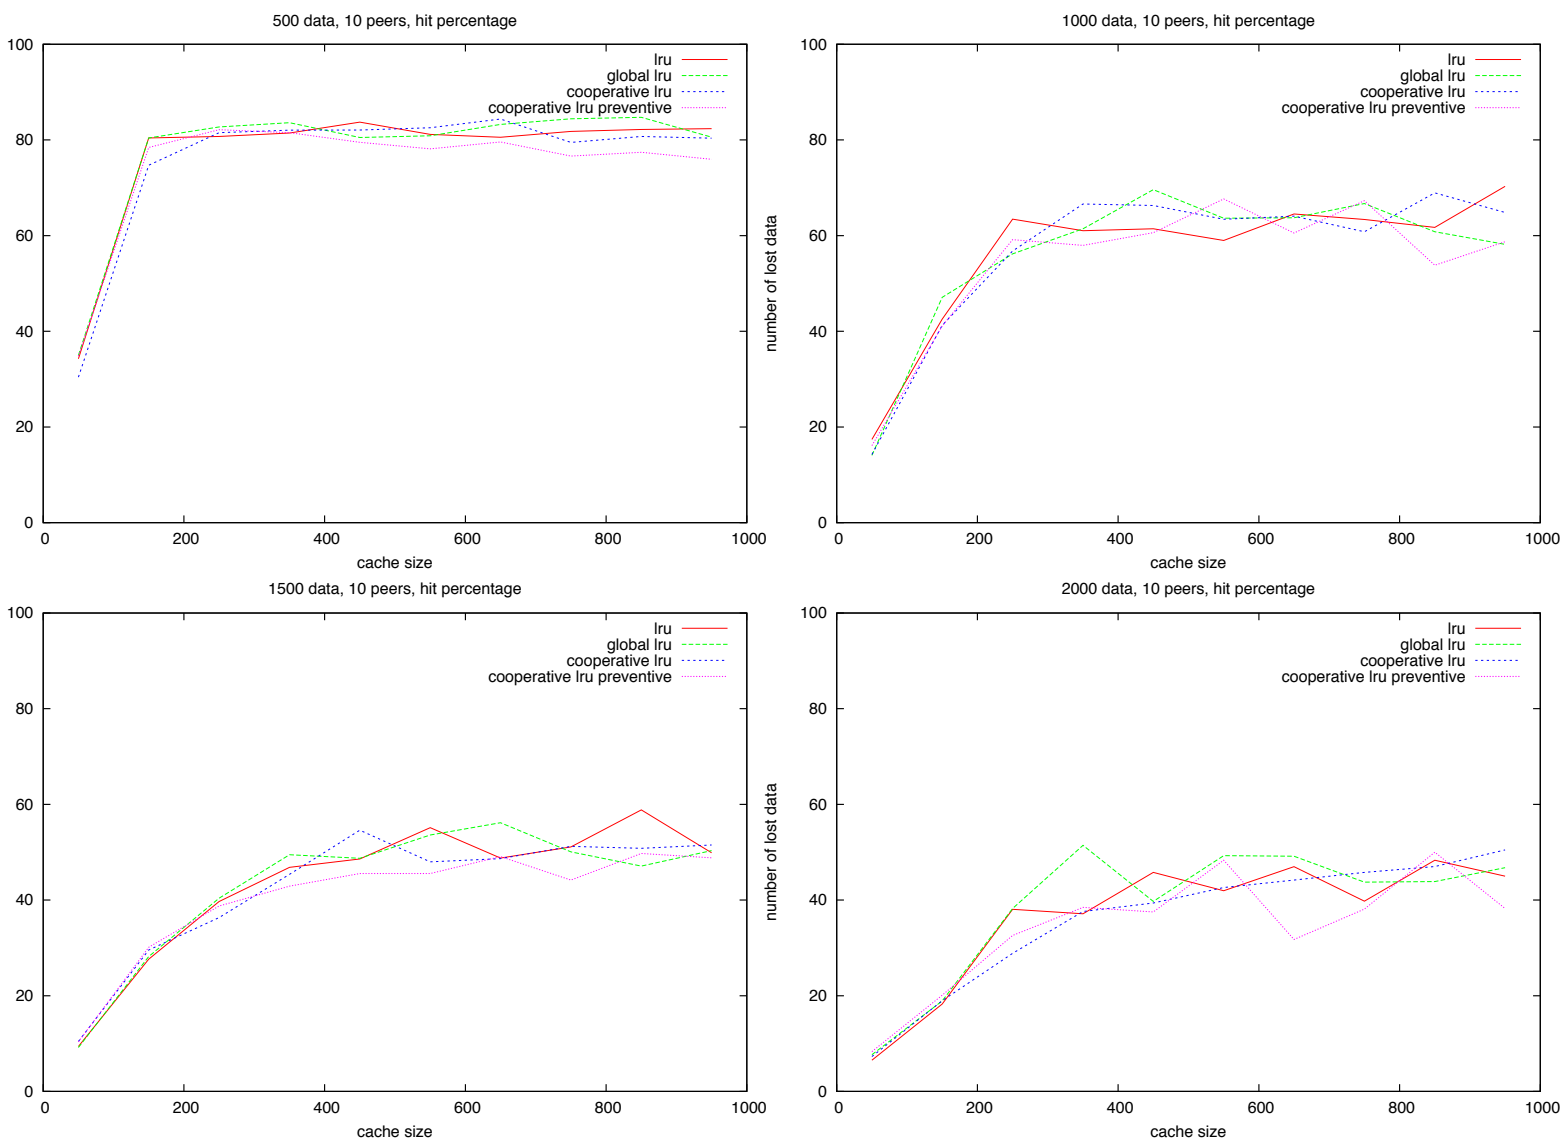 500 data, 10 peers, hit percentage
100
80
60
40
20
0
0 200 400 600 800 1000
cache size
lru
global lru
cooperative lru
cooperative lru preventive
1000 data, 10 peers, hit percentage
number of lost data
100
80
60
40
20
0
0 200 400 600 800 1000
cache size
lru
global lru
cooperative lru
cooperative lru preventive
1500 data, 10 peers, hit percentage
100
80
60
40
20
0
0 200 400 600 800 1000
cache size
lru
global lru
cooperative lru
cooperative lru preventive
2000 data, 10 peers, hit percentage
number of lost data
100
80
60
40
20
0
0 200 400 600 800 1000
cache size
lru
global lru
cooperative lru
cooperative lru preventive